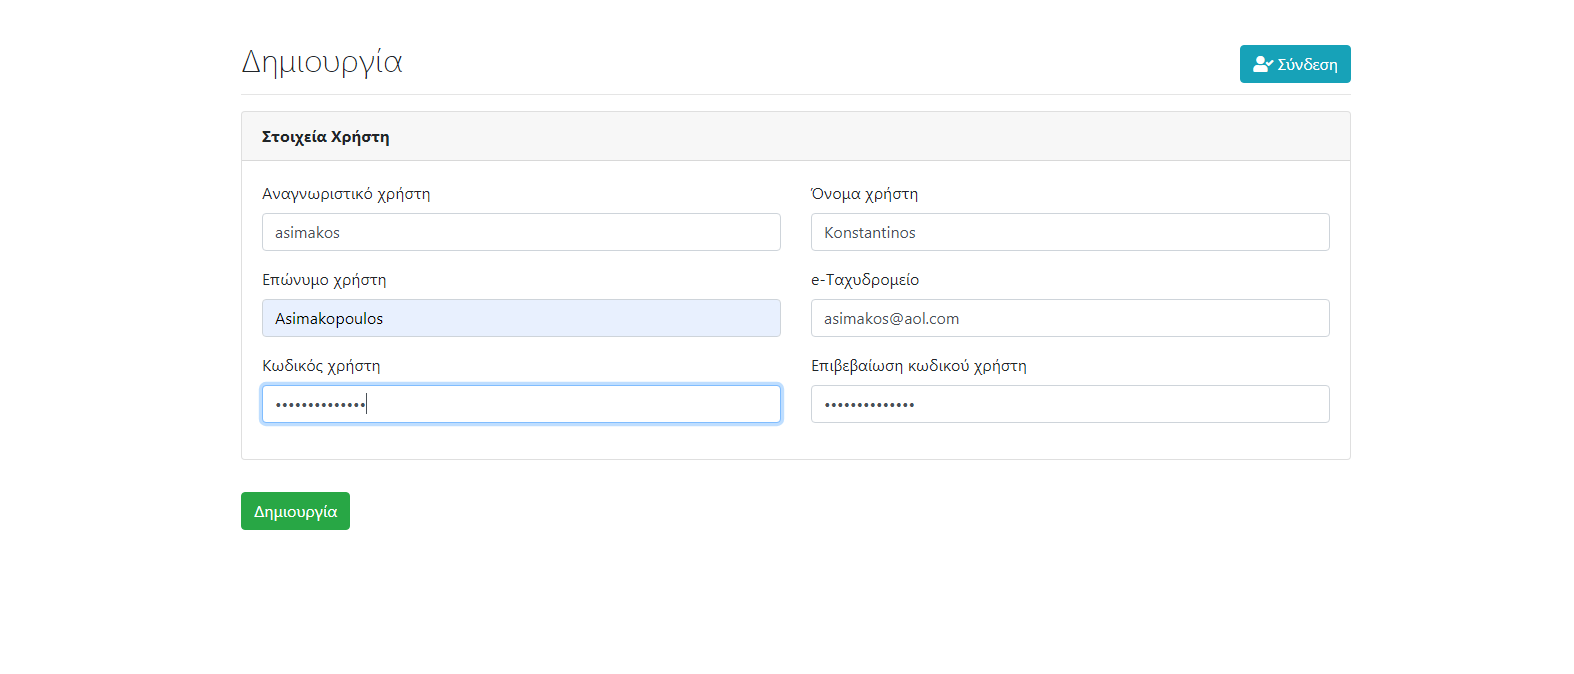 Δημιουργία
Σύνδεση
Στοιχεία Χρήστη
Αναγνωριστικό χρήστη
Όνομα χρήστη
asimakos
Konstantinos
Επώνυμο χρήστη
e-Ταχυδρομείο
Asimakopoulos
asimakos@aol.com
Κωδικός χρήστη
Επιβεβαίωση κωδικού χρήστη
••••••••••••••
••••••••••••••
Δημιουργία